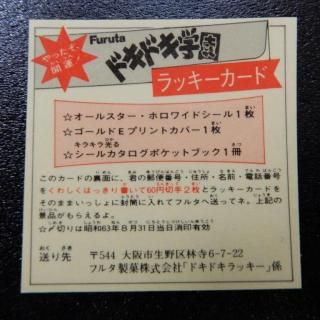 やったネ!
開運!
Furuta
ドキドキ学園
ラッキーカード
☆オールスター・ホロワイドシール1枚
☆ゴールドEプリントカバー1枚
キラキラ光る
☆シールカタログポケットブック1冊
このカードの裏面に、君の郵便番号・住所・名前・電話番号
をくわしくはっきり書いて60円切手2枚とラッキーカードを
そのままいっしょに封筒に入れてフルタへ送ってネ。上記の
景品がもらえるよ。
☆〆切りは昭和63年8月31日当日消印有効
送り先 〒544 大阪市生野区林寺6-7-22
フルタ製菓株式会社「ドキドキラッキー」係